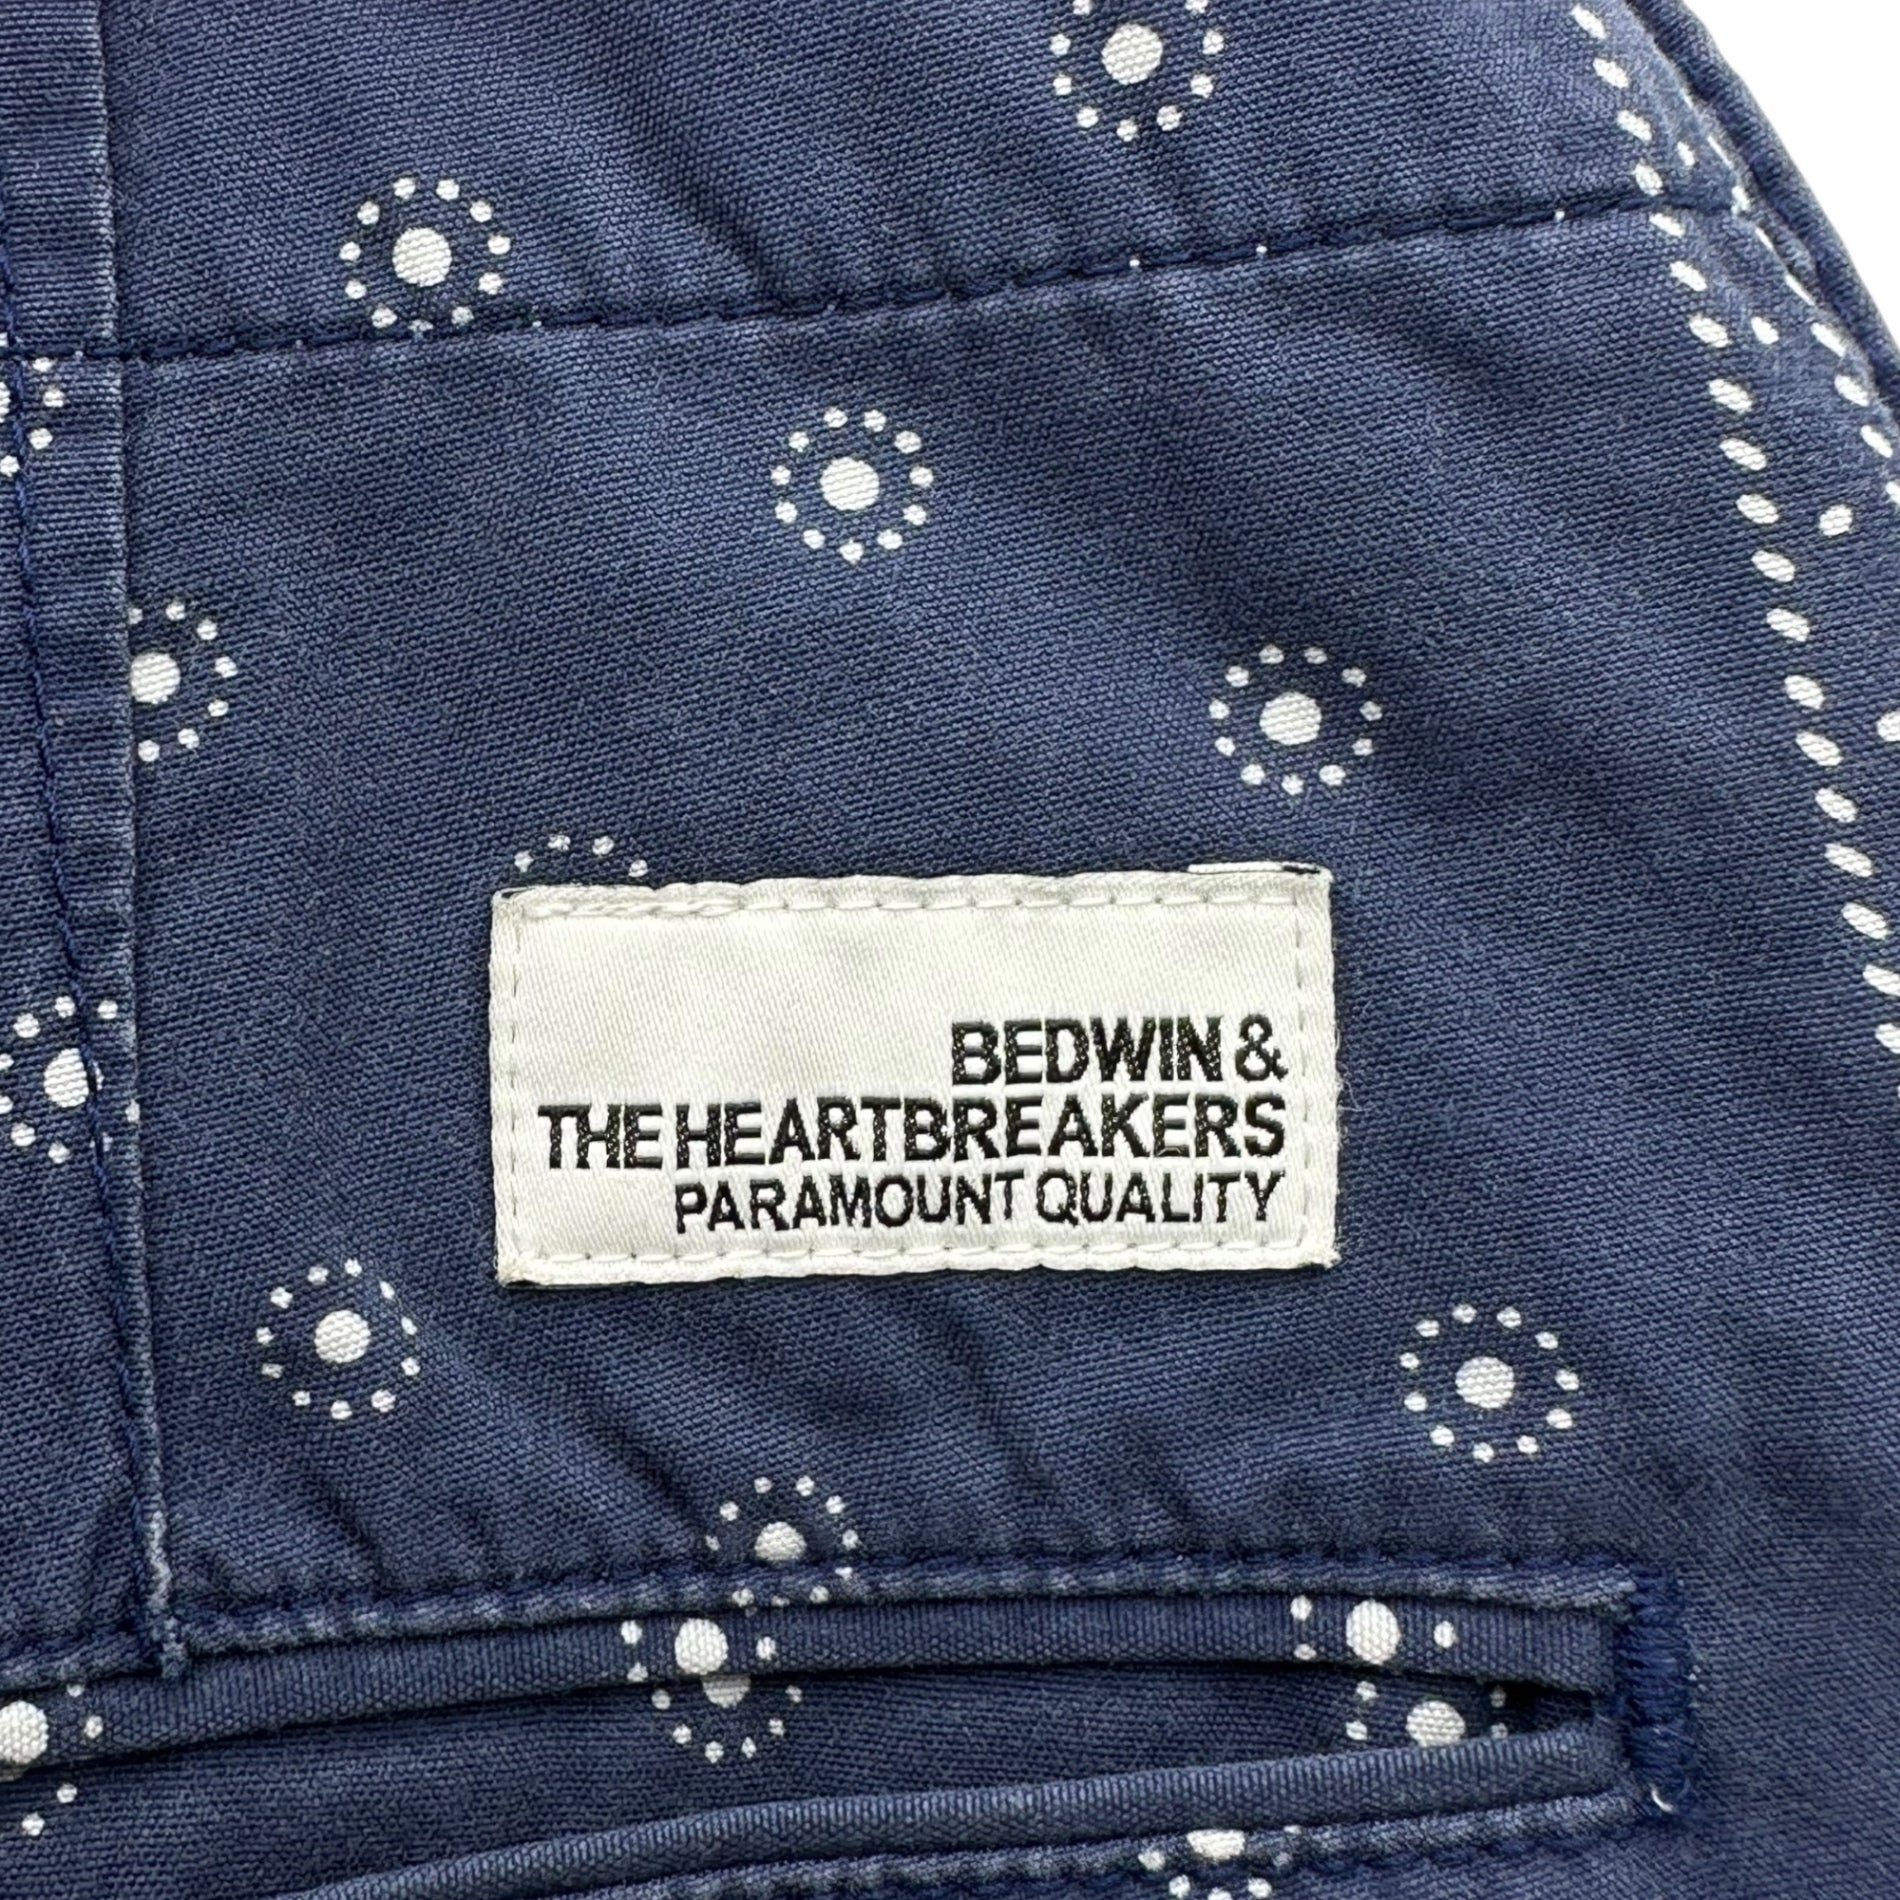 BEDWIN &
THE HEARTBREAKERS
PARAMOUNT QUALITY